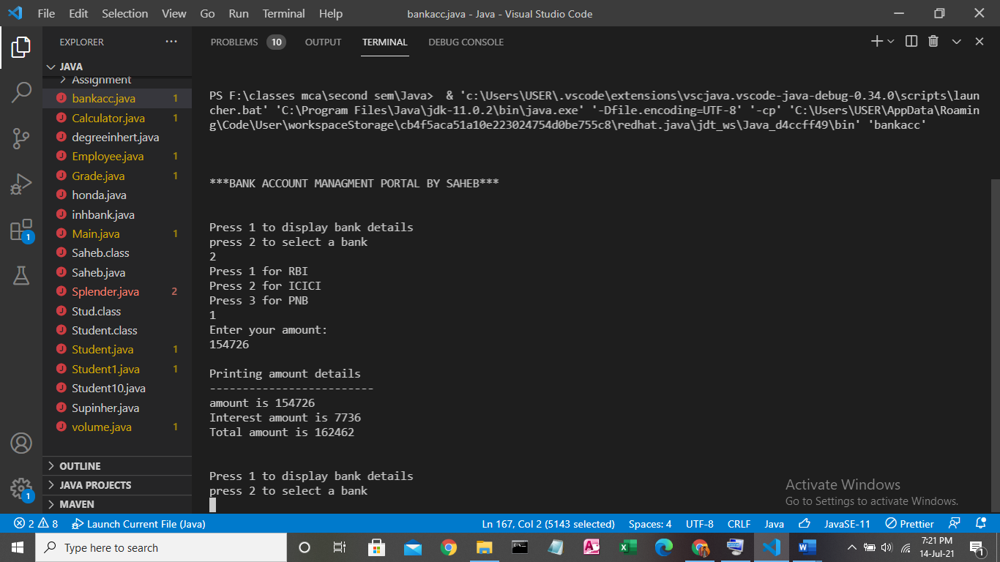 File Edit Selection View Go Run Terminal Help bankacc.java - Java - Visual Studio Code
EXPLORER
JAVA
Assignment
bankacc.java 1
Calculator.java 1
degreeinhert.java
Employee.java 1
Grade.java 1
honda.java
inhbank.java
Main.java 1
Saheb.class
Saheb.java
Splender.java 2
Stud.class
Student.class
Student.java 1
Student1.java 1
Student10.java
Supinher.java
volume.java 1
OUTLINE
JAVA PROJECTS
MAVEN
1
1
PROBLEMS 10 OUTPUT TERMINAL DEBUG CONSOLE
PS F:\classes mca\second sem\Java>  & 'c:\Users\USER\.vscode\extensions\vscjava.vscode-java-debug-0.34.0\scripts\laun
cher.bat' 'C:\Program Files\Java\jdk-11.0.2\bin\java.exe' '-Dfile.encoding=UTF-8' '-cp' 'C:\Users\USER\AppData\Roamin
g\Code\User\workspaceStorage\cb4f5aca51a10e223024754d0be755c8\redhat.java\jdt_ws\Java_d4ccff49\bin' 'bankacc'
***BANK ACCOUNT MANAGMENT PORTAL BY SAHEB***
Press 1 to display bank details
press 2 to select a bank
2
Press 1 for RBI
Press 2 for ICICI
Press 3 for PNB
1
Enter your amount:
154726
Printing amount details
-------------------------
amount is 154726
Interest amount is 7736
Total amount is 162462
Press 1 to display bank details
press 2 to select a bank
Activate Windows
Go to Settings to activate Windows.
2 8 Launch Current File (Java) Ln 167, Col 2 (5143 selected) Spaces: 4 UTF-8 CRLF Java JavaSE-11 Prettier
Type here to search
7:21 PM
14-Jul-21
1